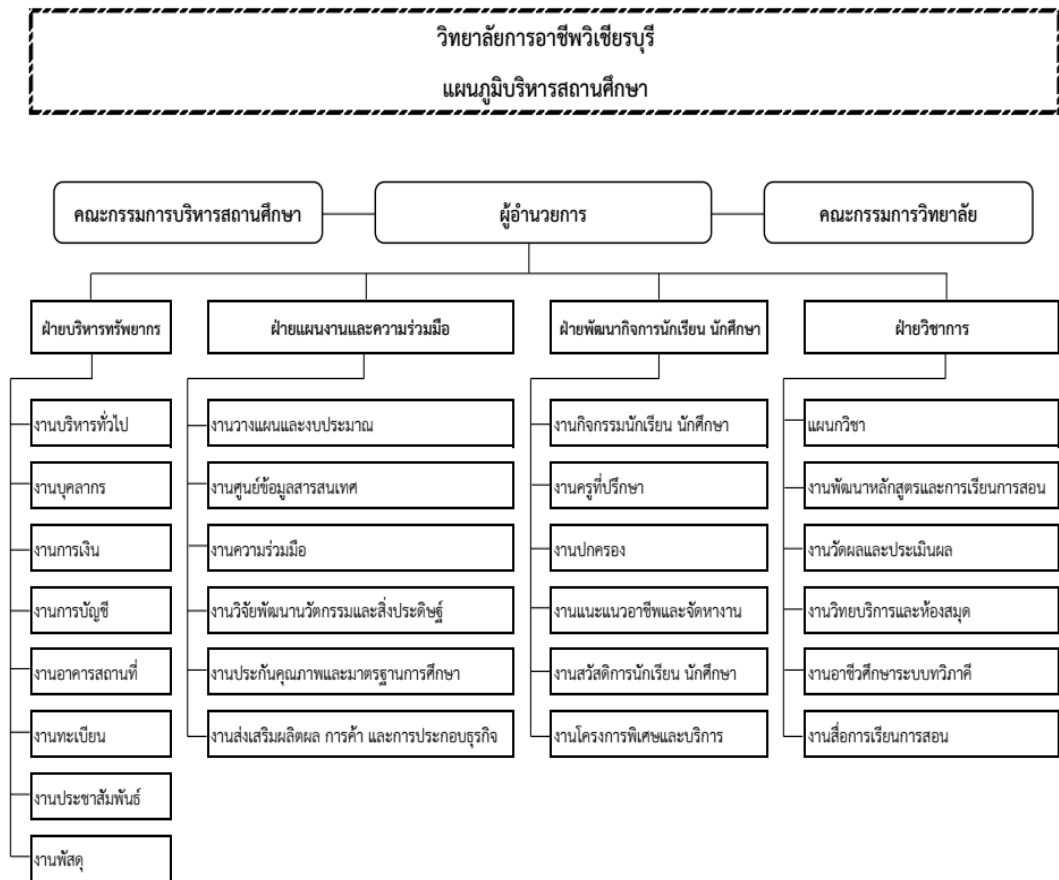 วิทยาลัยการอาชีพวิเชียรบุรี
แผนภูมิบริหารสถานศึกษา
คณะกรรมการบริหารสถานศึกษา
ผู้อำนวยการ
คณะกรรมการวิทยาลัย
ฝ่ายบริหารทรัพยากร
ฝ่ายแผนงานและความร่วมมือ
ฝ่ายพัฒนากิจการนักเรียน นักศึกษา
ฝ่ายวิชาการ
งานบริหารทั่วไป
งานบุคลากร
งานการเงิน
งานการบัญชี
งานอาคารสถานที่
งานทะเบียน
งานประชาสัมพันธ์
งานพัสดุ
งานวางแผนและงบประมาณ
งานศูนย์ข้อมูลสารสนเทศ
งานความร่วมมือ
งานวิจัยพัฒนานวัตกรรมและสิ่งประดิษฐ์
งานประกันคุณภาพและมาตรฐานการศึกษา
งานส่งเสริมผลิตผล การค้า และการประกอบธุรกิจ
งานกิจกรรมนักเรียน นักศึกษา
งานครูที่ปรึกษา
งานปกครอง
งานแนะแนวอาชีพและจัดหางาน
งานสวัสดิการนักเรียน นักศึกษา
งานโครงการพิเศษและบริการ
แผนกวิชา
งานพัฒนาหลักสูตรและการเรียนการสอน
งานวัดผลและประเมินผล
งานวิทยบริการและห้องสมุด
งานอาชีวศึกษาระบบทวิภาคี
งานสื่อการเรียนการสอน